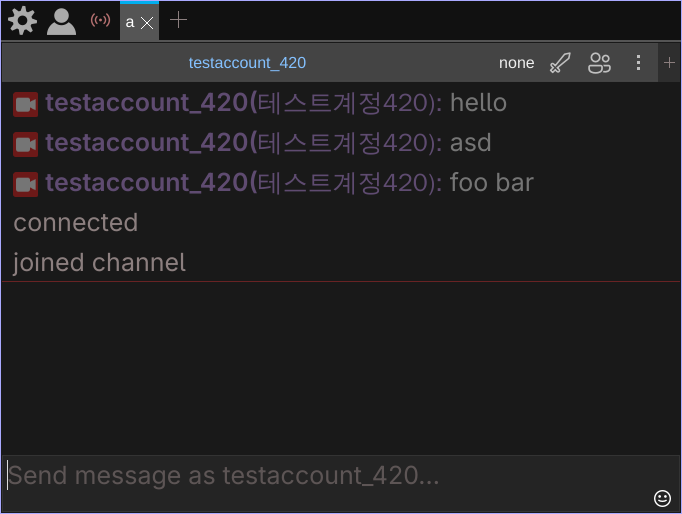 a
testaccount_420 none
testaccount_420(테스트계정420): hello
testaccount_420(테스트계정420): asd
testaccount_420(테스트계정420): foo bar
connected
joined channel
Send message as testaccount_420...